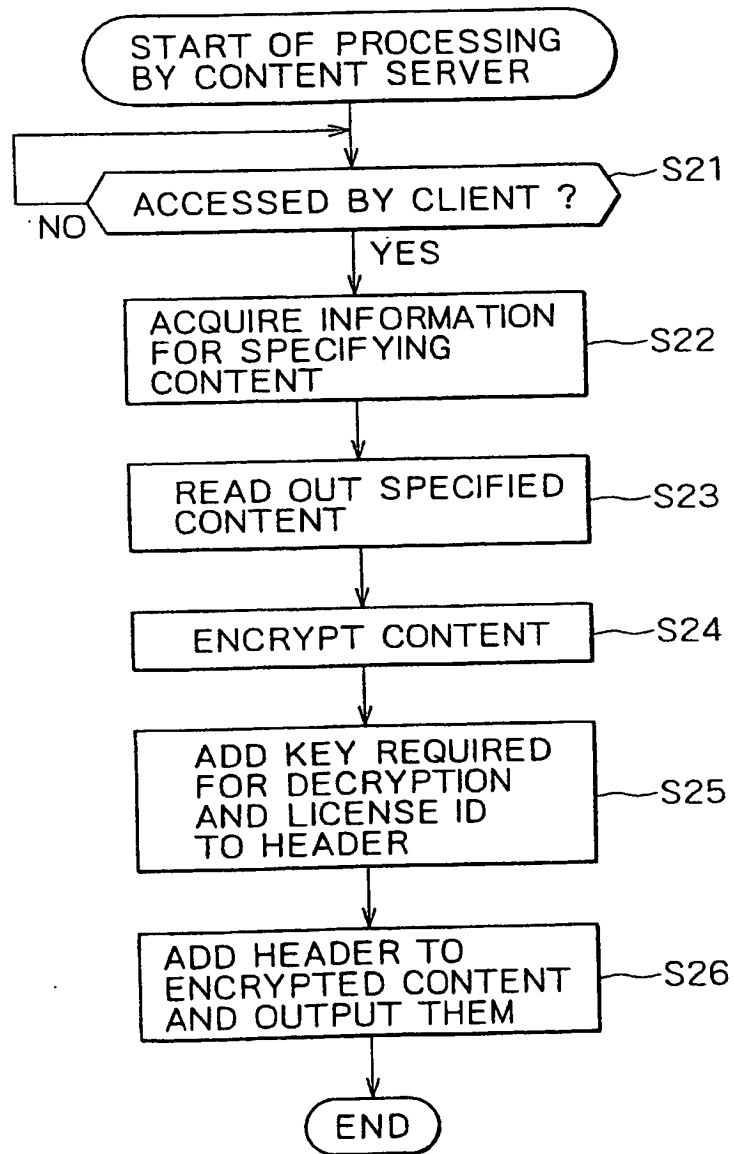 START OF PROCESSING
BY CONTENT SERVER
ACCESSED BY CLIENT ?
S21
NO
YES
ACQUIRE INFORMATION
FOR SPECIFYING
CONTENT
S22
READ OUT SPECIFIED
CONTENT
S23
ENCRYPT CONTENT
S24
ADD KEY REQUIRED
FOR DECRYPTION
AND LICENSE ID
TO HEADER
S25
ADD HEADER TO
ENCRYPTED CONTENT
AND OUTPUT THEM
S26
END